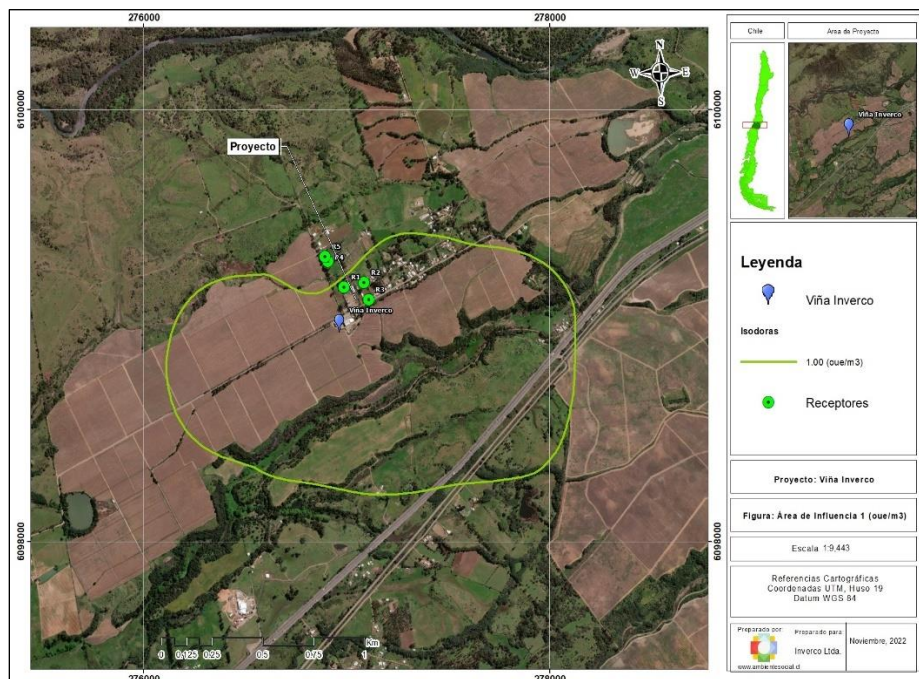 276000
278000
6100000
6100000
N
W
E
S
Proyecto
R5
R4
R1
R2
R3
Viña Inverco
6098000
6098000
Km
0
0.125
0.25
0.5
0.75
1
276000
278000
Chile
Area de Proyecto
Viña Inverco
Leyenda
Viña Inverco
Isodoras
1.00 (oue/m3)
Receptores
Proyecto: Viña Inverco
Figura: Área de Influencia 1 (oue/m3)
Escala 1:9,443
Referencias Cartográficas
Coordenadas UTM, Huso 19
Datum WGS 84
Preparado por:
www.ambientesocial.cl
Preparado para:
Inverco Ltda.
Noviembre, 2022